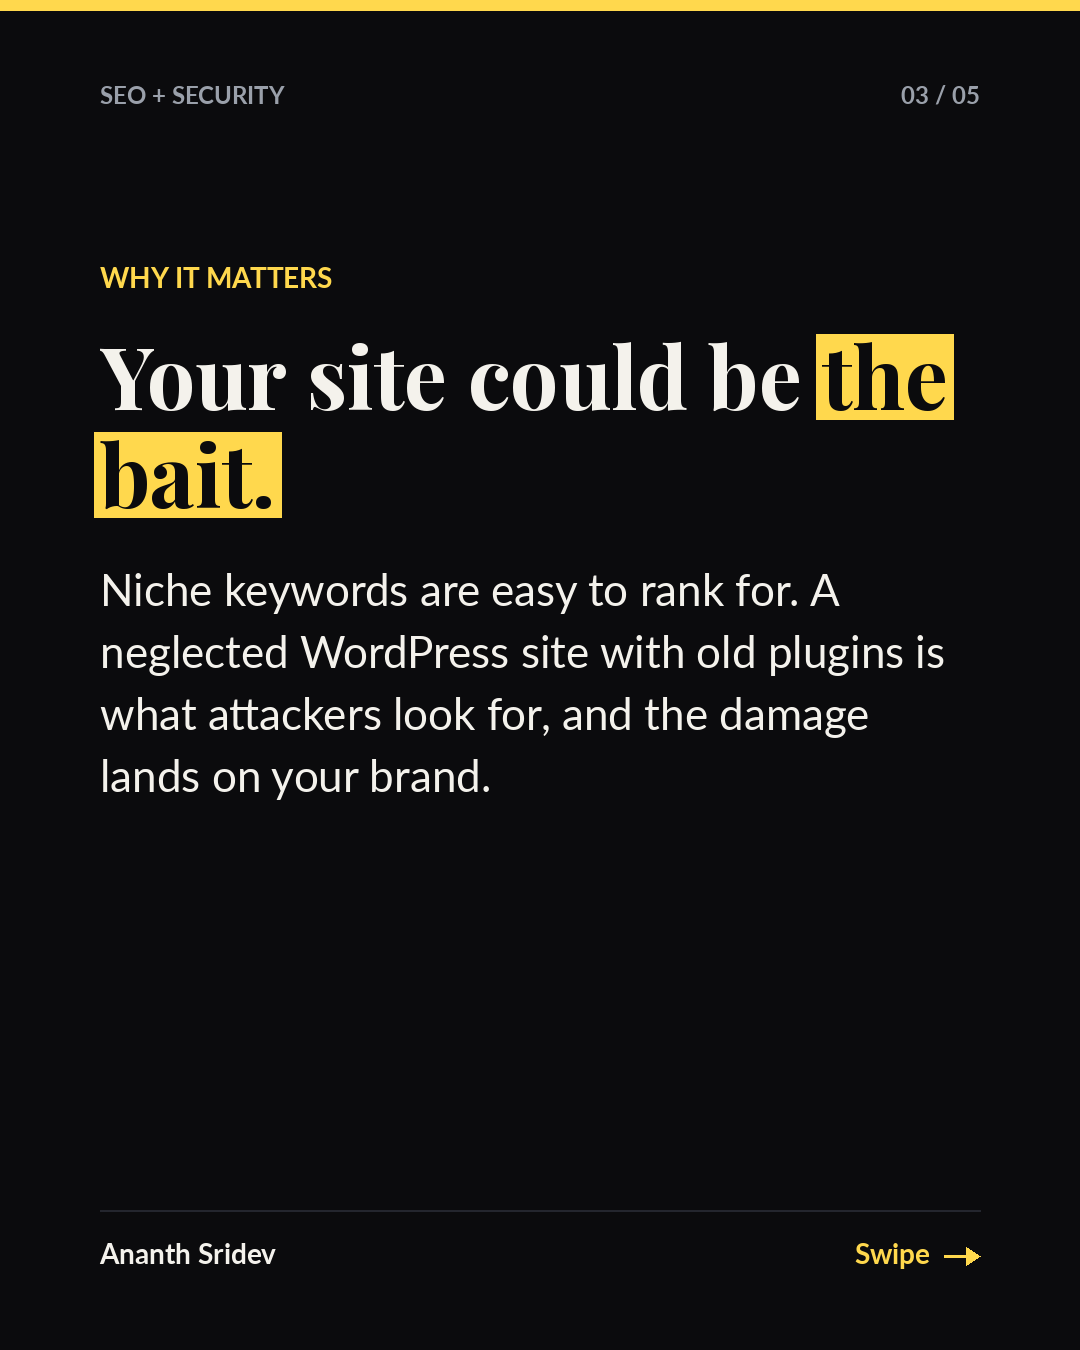 SEO + SECURITY
03 / 05
WHY IT MATTERS
Your site could be the
bait.
Niche keywords are easy to rank for. A
neglected WordPress site with old plugins is
what attackers look for, and the damage
lands on your brand.
Ananth Sridev
Swipe →